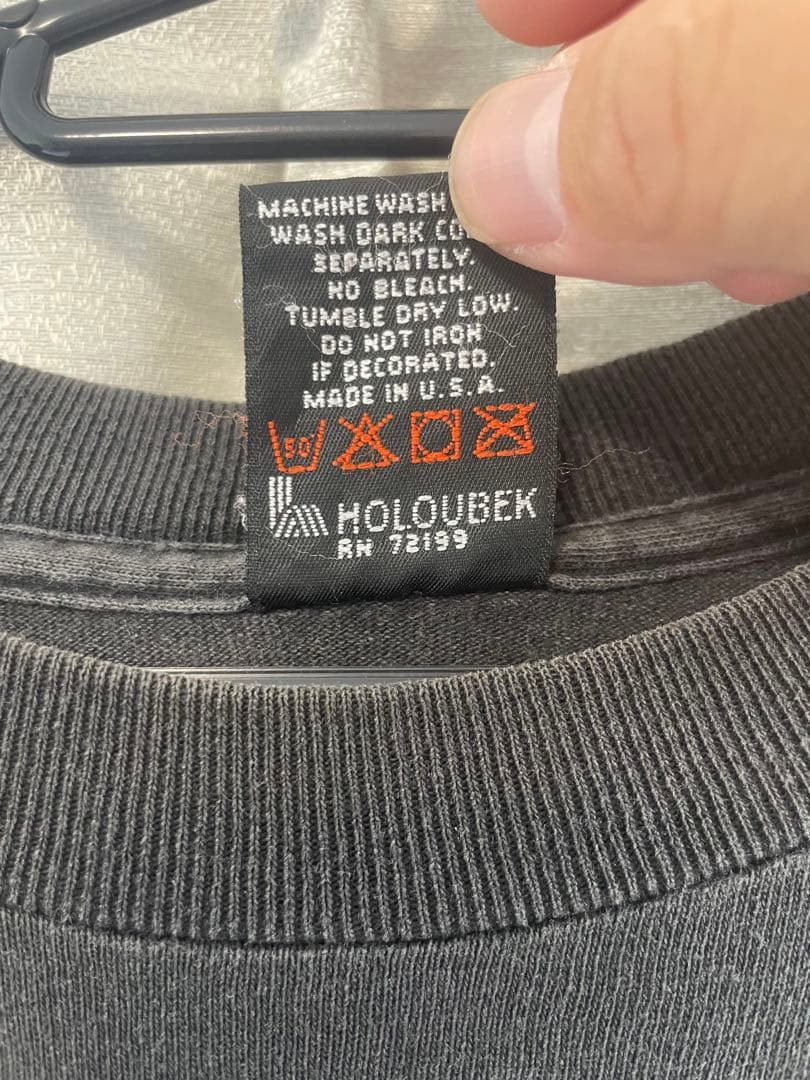 MACHINE WASH
WASH DARK
SEPARATELY.
NO BLEACH.
TUMBLE DRY LOW.
DO NOT IRON
IF DECORATED.
MADE IN U.S.A.
50°
HOLOUBEK
RN 72199